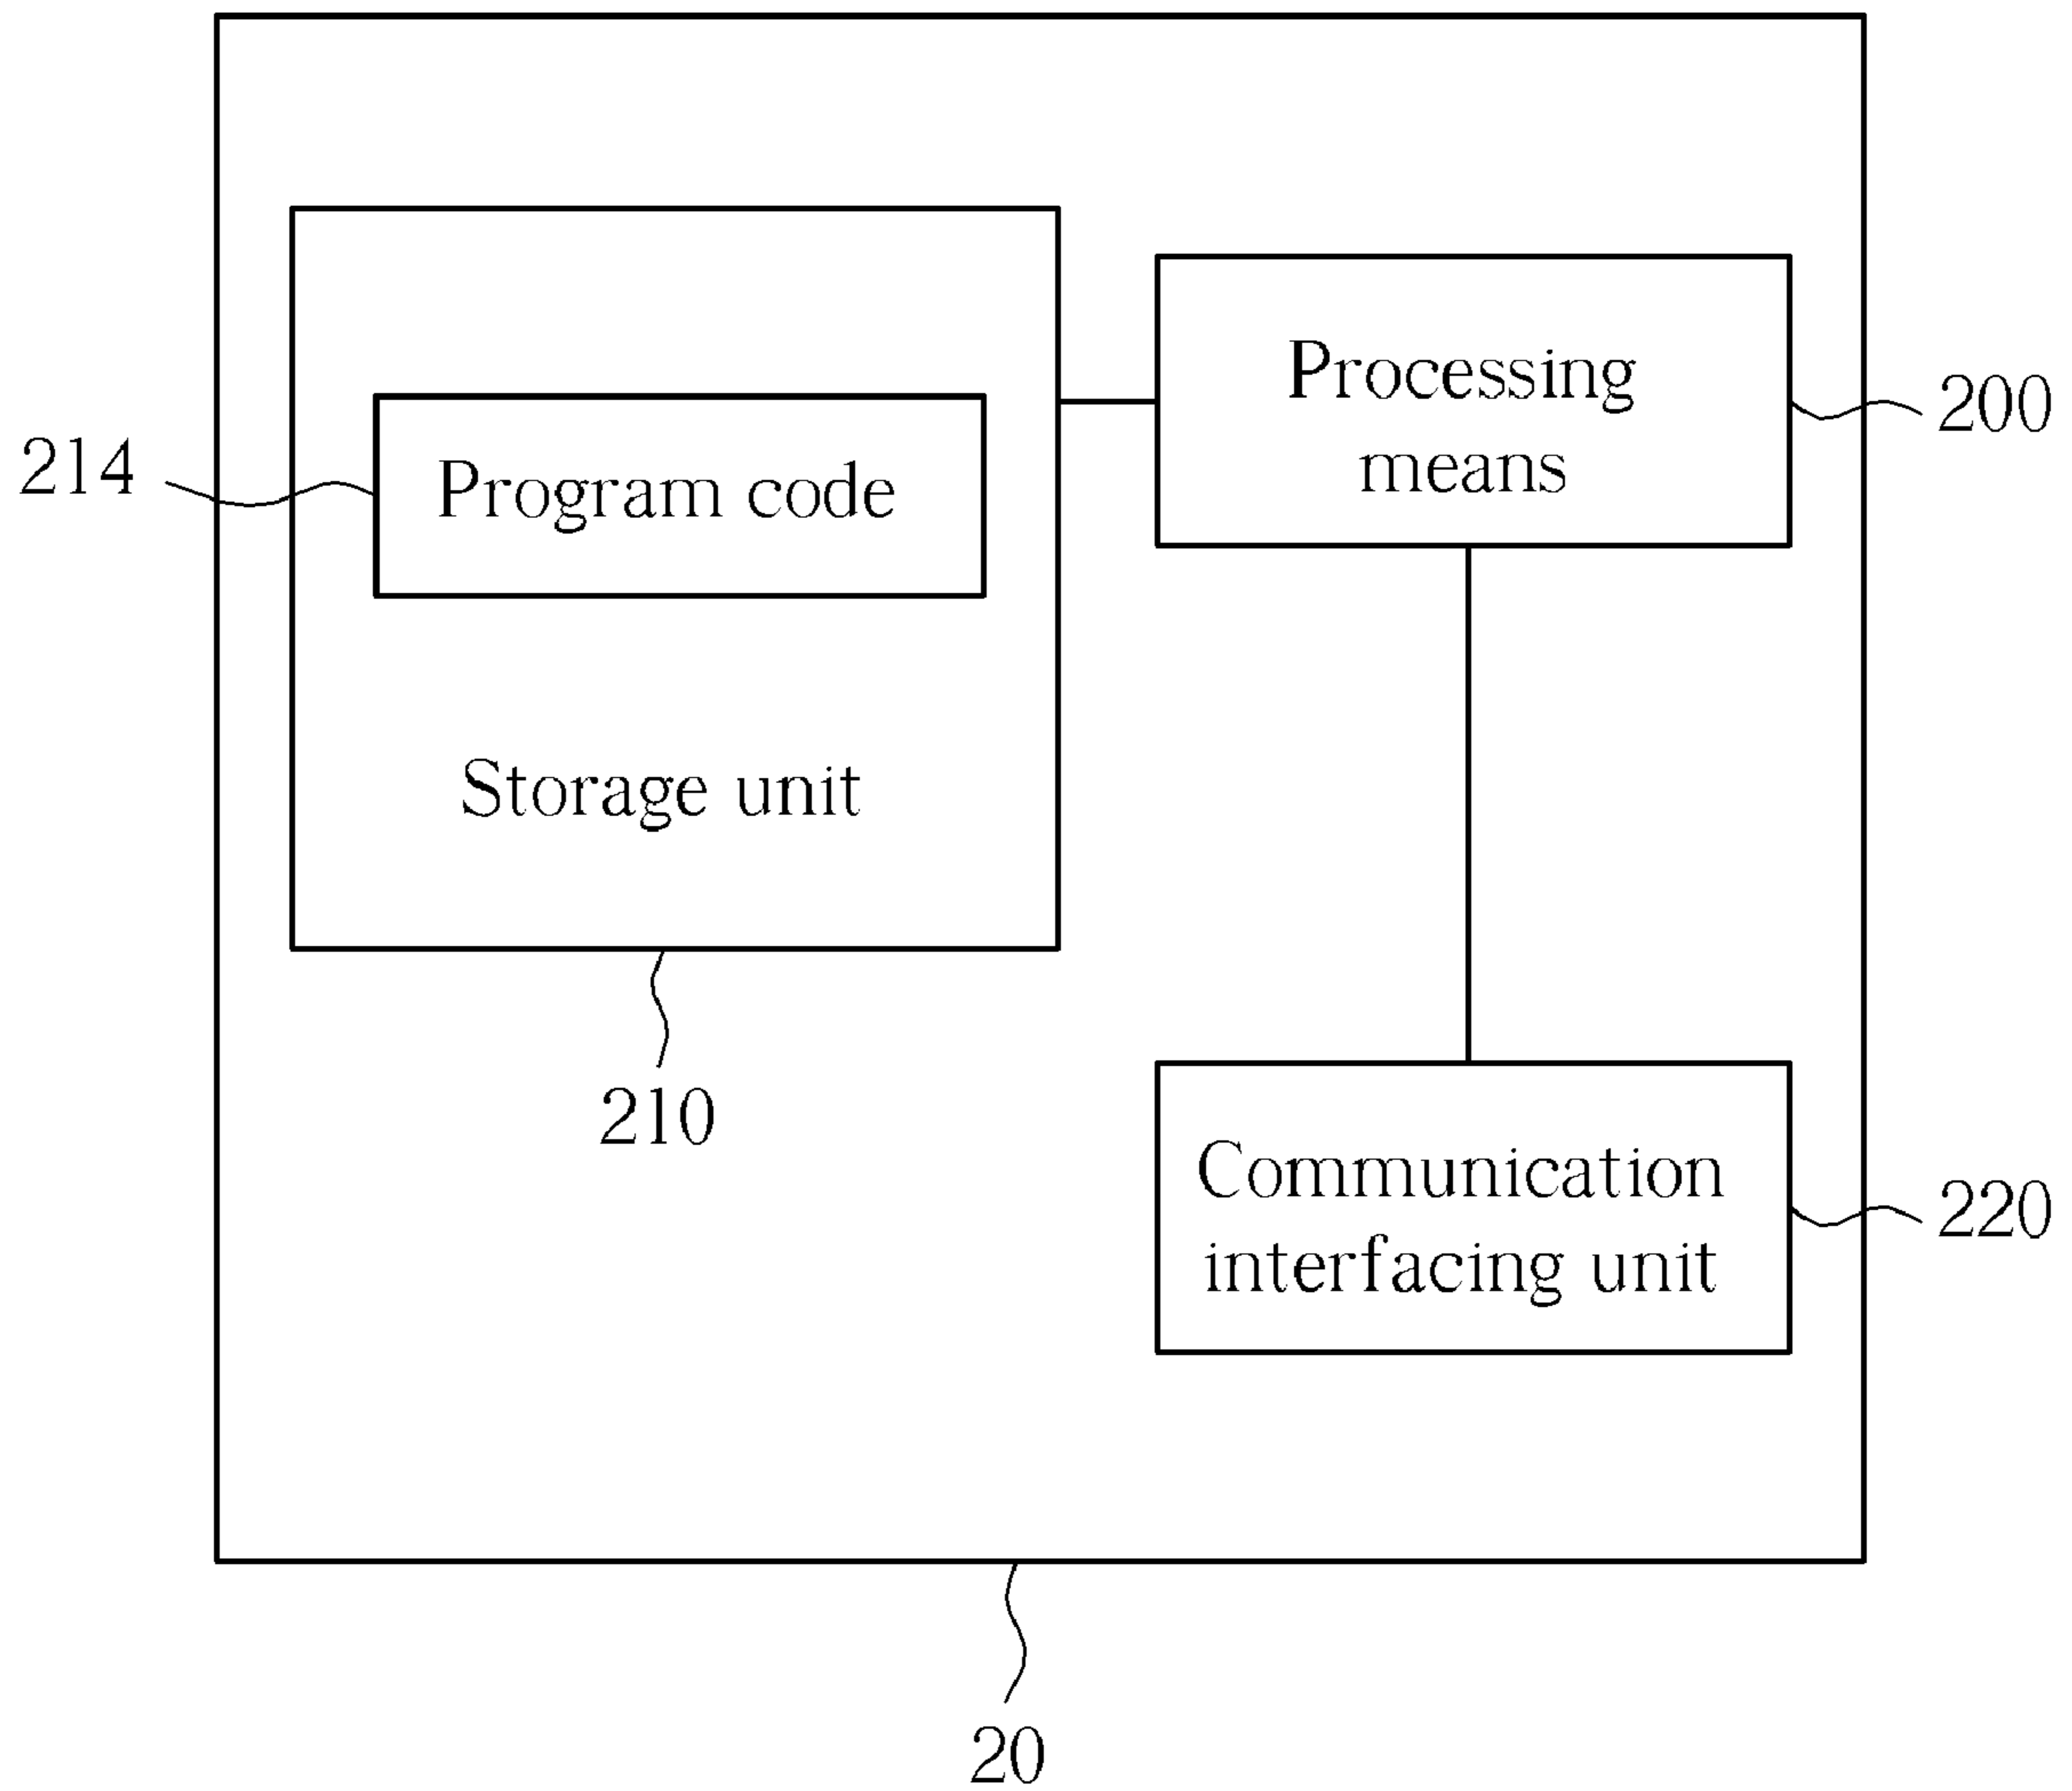 Processing
means
200
214
Program code
Storage unit
210
Communication
interfacing unit
220
20